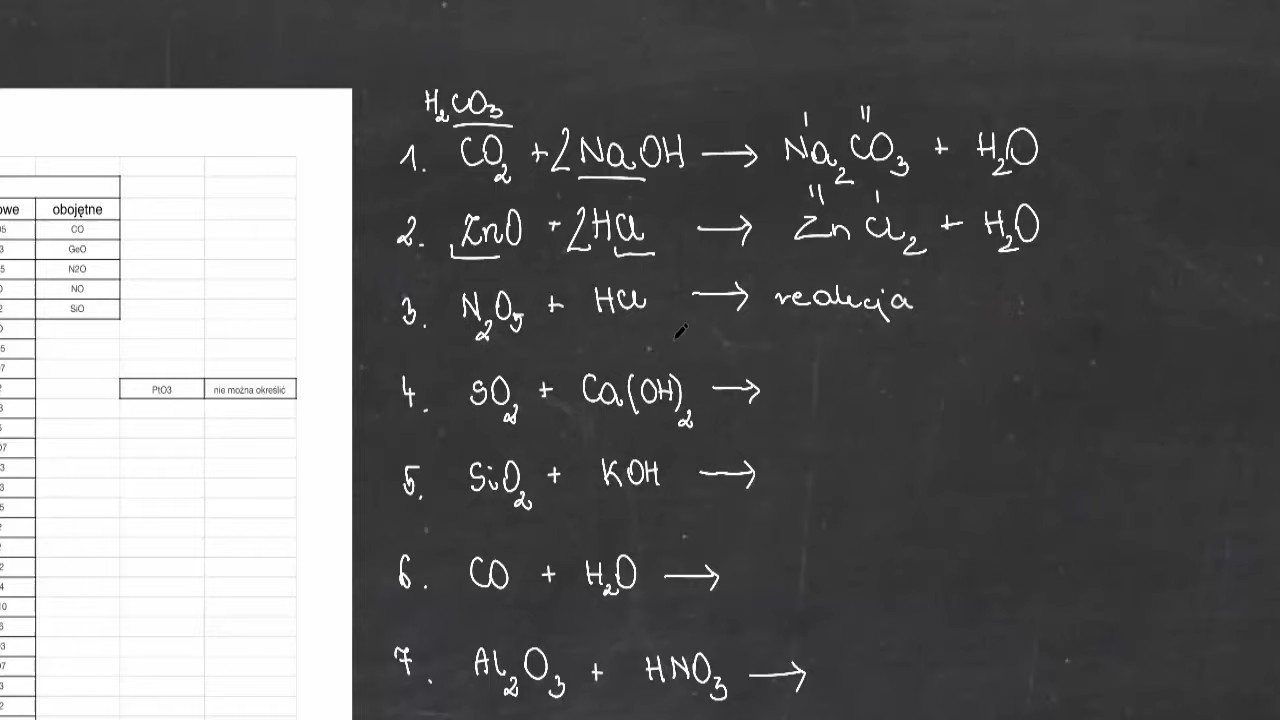 H₂CO₃
1. CO₂ + 2NaOH → Na₂CO₃ + H₂O
I II
2. ZnO + 2HCl → ZnCl₂ + H₂O
II I
3. N₂O₅ + HCl → reakcja
4. SO₂ + Ca(OH)₂ →
5. SiO₂ + KOH →
6. CO + H₂O →
7. Al₂O₃ + HNO₃ →
owe obojętne
CO
GeO
N2O
NO
SiO
PtO3 nie można określić